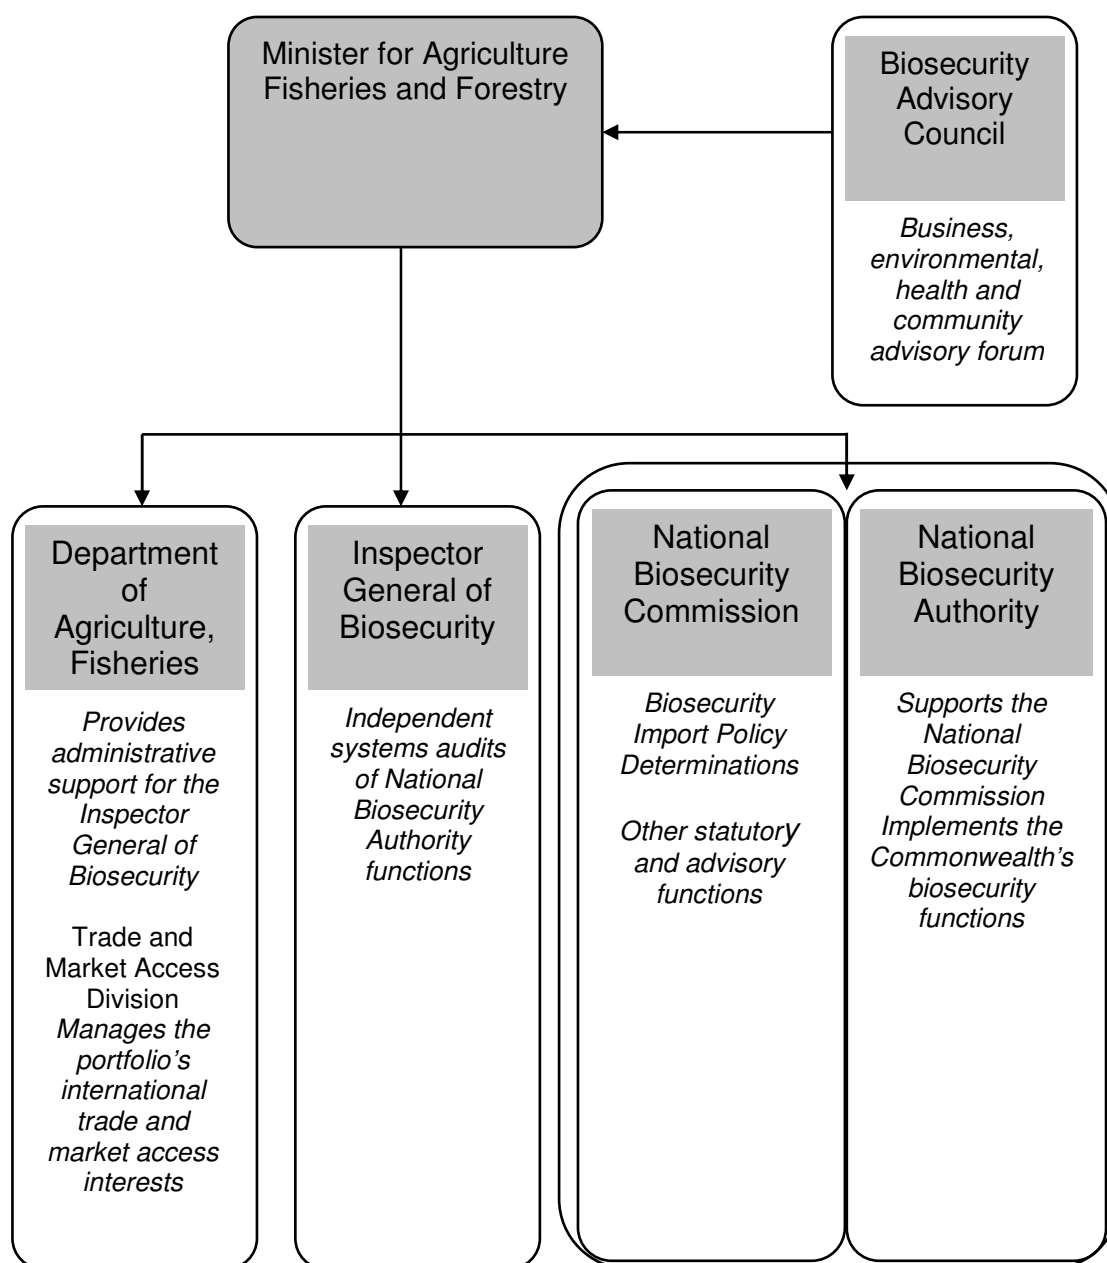 Minister for Agriculture
Fisheries and Forestry
Biosecurity
Advisory
Council
Business,
environmental,
health and
community
advisory forum
Department
of
Agriculture,
Fisheries
Provides
administrative
support for the
Inspector
General of
Biosecurity
Trade and
Market Access
Division
Manages the
portfolio's
international
trade and
market access
interests
Inspector
General of
Biosecurity
Independent
systems audits
of National
Biosecurity
Authority
functions
National
Biosecurity
Commission
Biosecurity
Import Policy
Determinations
Other statutory
and advisory
functions
National
Biosecurity
Authority
Supports the
National
Biosecurity
Commission
Implements the
Commonwealth's
biosecurity
functions